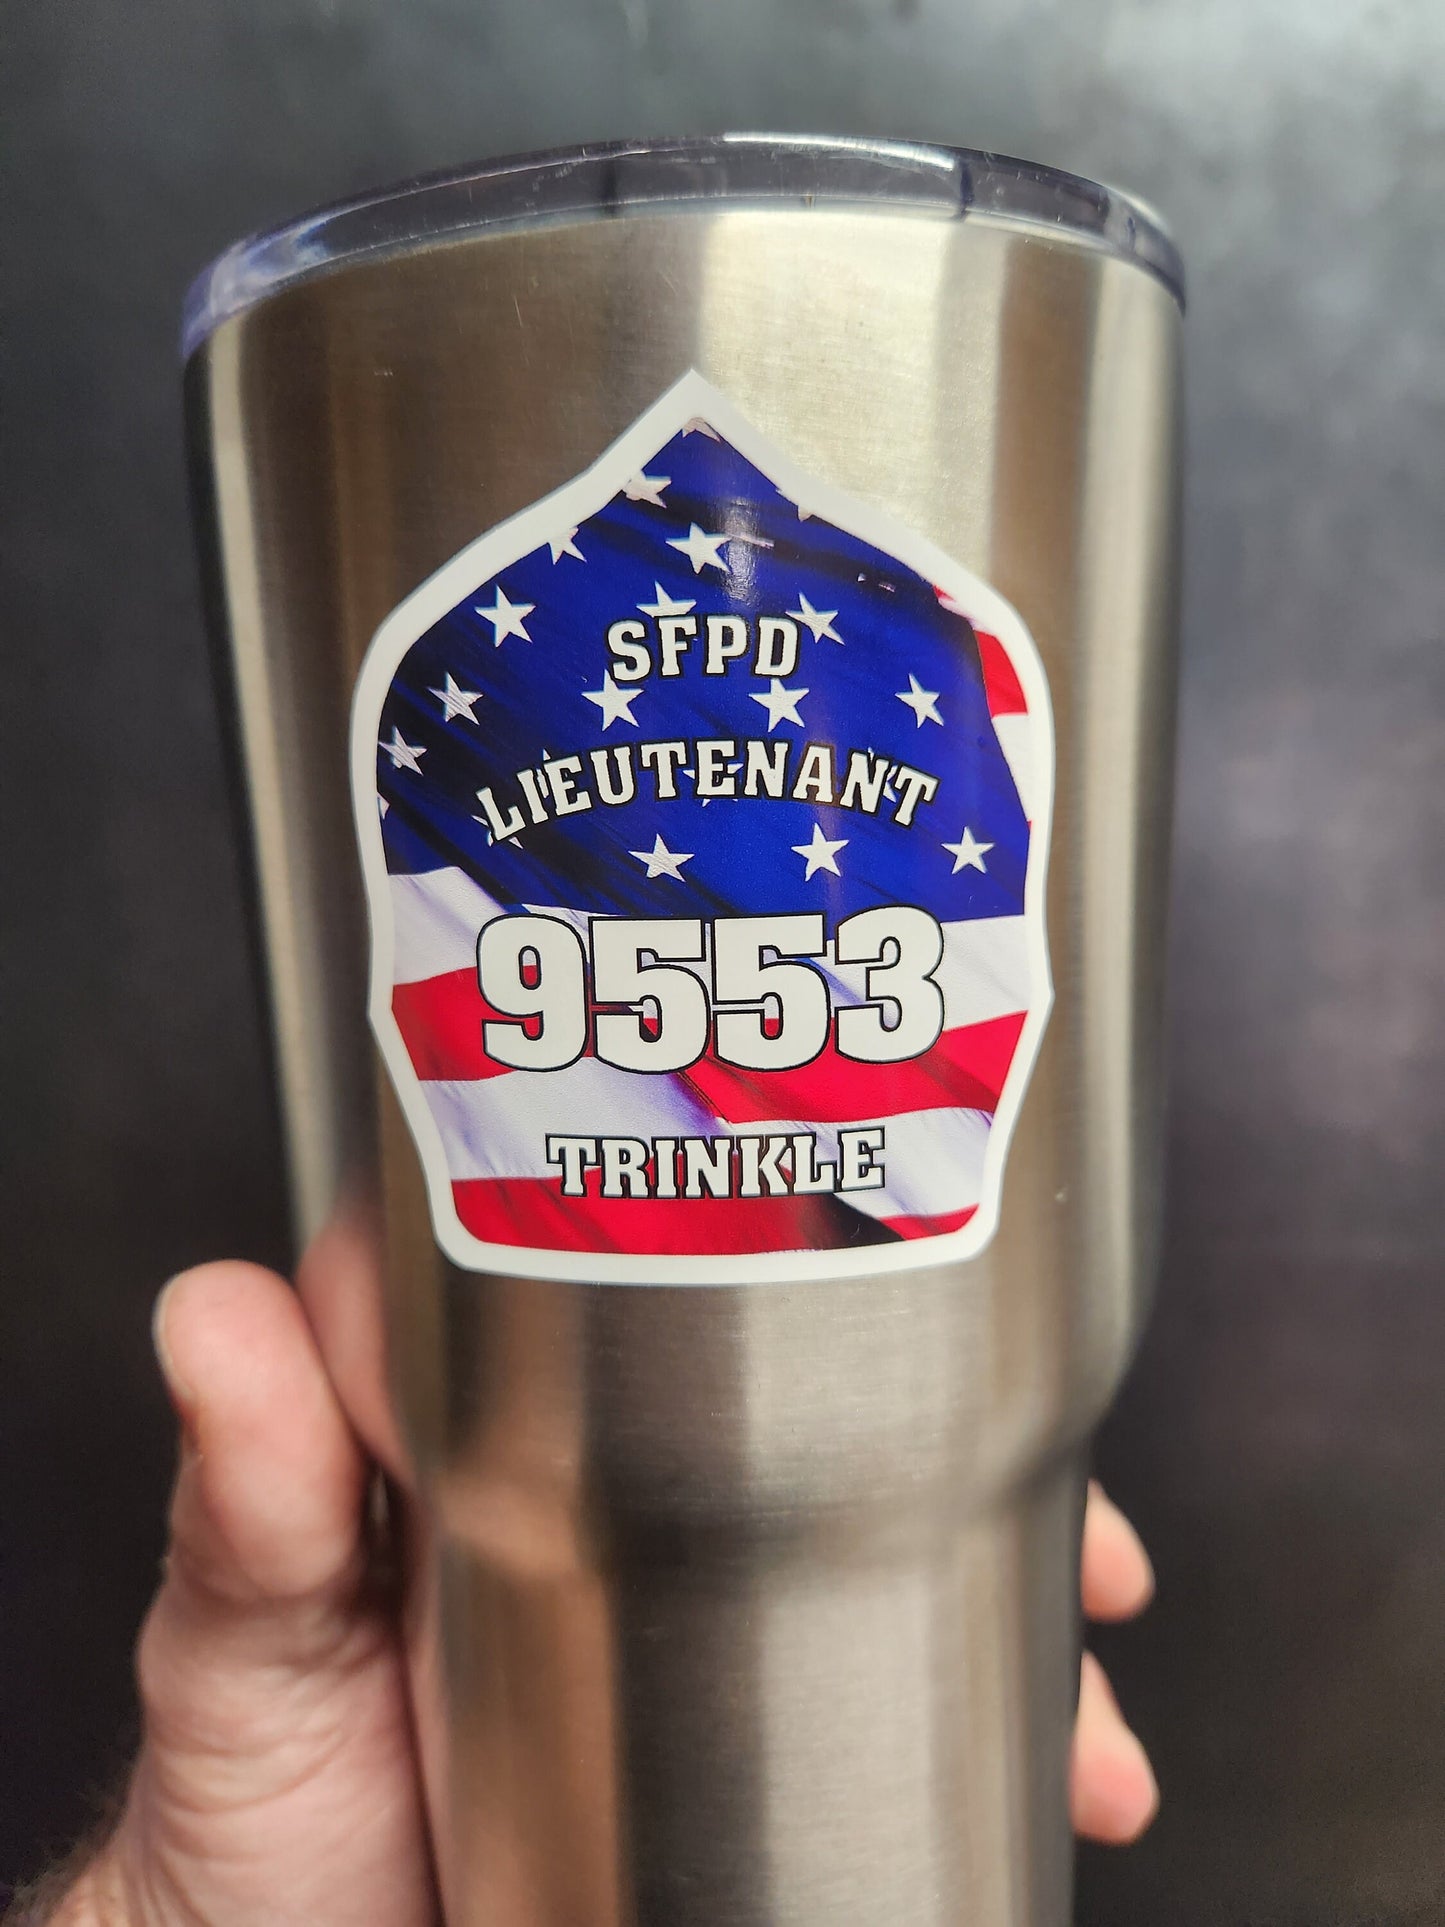 SFPD
LIEUTENANT
9553
TRINKLE